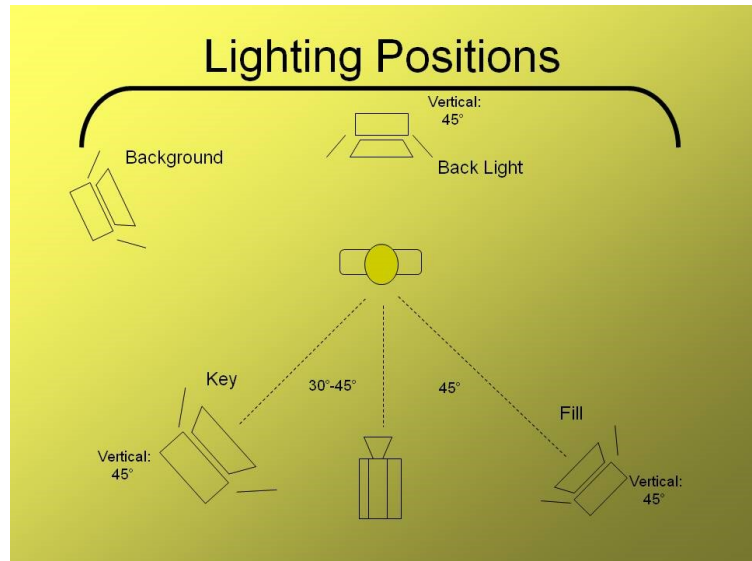 Lighting Positions
Vertical:
45°
Background
Back Light
Key
30°-45°
45°
Fill
Vertical:
45°
Vertical:
45°